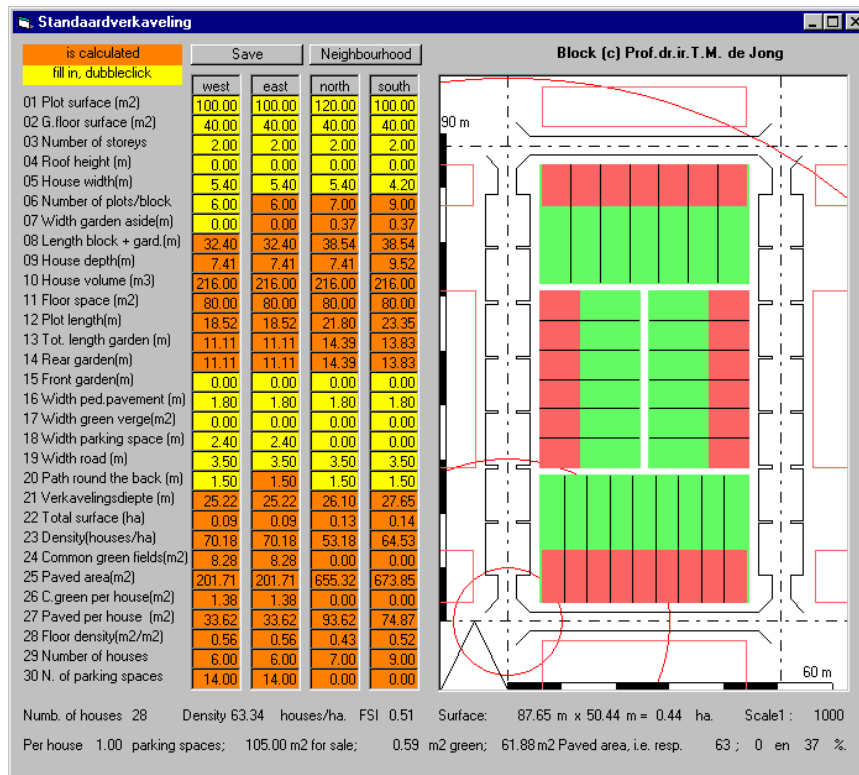 Standaardverkaveling
is calculated Save Neighbourhood Block (c) Prof.dr.ir.T.M. de Jong
fill in, dubbleclick
west east north south
01 Plot surface (m2) 100.00 100.00 120.00 100.00
02 G.floor surface (m2) 40.00 40.00 40.00 40.00
03 Number of storeys 2.00 2.00 2.00 2.00
04 Roof height (m) 0.00 0.00 0.00 0.00
05 House width(m) 5.40 5.40 5.40 4.20
06 Number of plots/block 6.00 6.00 7.00 9.00
07 Width garden aside(m) 0.00 0.00 0.37 0.37
08 Length block + gard.(m) 32.40 32.40 38.54 38.54
09 House depth(m) 7.41 7.41 7.41 9.52
10 House volume (m3) 216.00 216.00 216.00 216.00
11 Floor space (m2) 80.00 80.00 80.00 80.00
12 Plot length(m) 18.52 18.52 21.80 23.35
13 Tot. length garden (m) 11.11 11.11 14.39 13.83
14 Rear garden(m) 11.11 11.11 14.39 13.83
15 Front garden(m) 0.00 0.00 0.00 0.00
16 Width ped.pavement (m) 1.80 1.80 1.80 1.80
17 Width green verge(m2) 0.00 0.00 0.00 0.00
18 Width parking space (m) 2.40 2.40 0.00 0.00
19 Width road (m) 3.50 3.50 3.50 3.50
20 Path round the back (m) 1.50 1.50 1.50 1.50
21 Verkavelingsdiepte (m) 25.22 25.22 26.10 27.65
22 Total surface (ha) 0.09 0.09 0.13 0.14
23 Density(houses/ha) 70.18 70.18 53.18 64.53
24 Common green fields(m2) 8.28 8.28 0.00 0.00
25 Paved area(m2) 201.71 201.71 655.32 673.85
26 C.green per house(m2) 1.38 1.38 0.00 0.00
27 Paved per house (m2) 33.62 33.62 93.62 74.87
28 Floor density(m2/m2) 0.56 0.56 0.43 0.52
29 Number of houses 6.00 6.00 7.00 9.00
30 N. of parking spaces 14.00 14.00 0.00 0.00
90 m
60 m
Numb. of houses 28 Density 63.34 houses/ha. FSI 0.51 Surface: 87.65 m x 50.44 m = 0.44 ha. Scale1 : 1000
Per house 1.00 parking spaces; 105.00 m2 for sale; 0.59 m2 green; 61.88 m2 Paved area, i.e. resp. 63 ; 0 en 37 %.